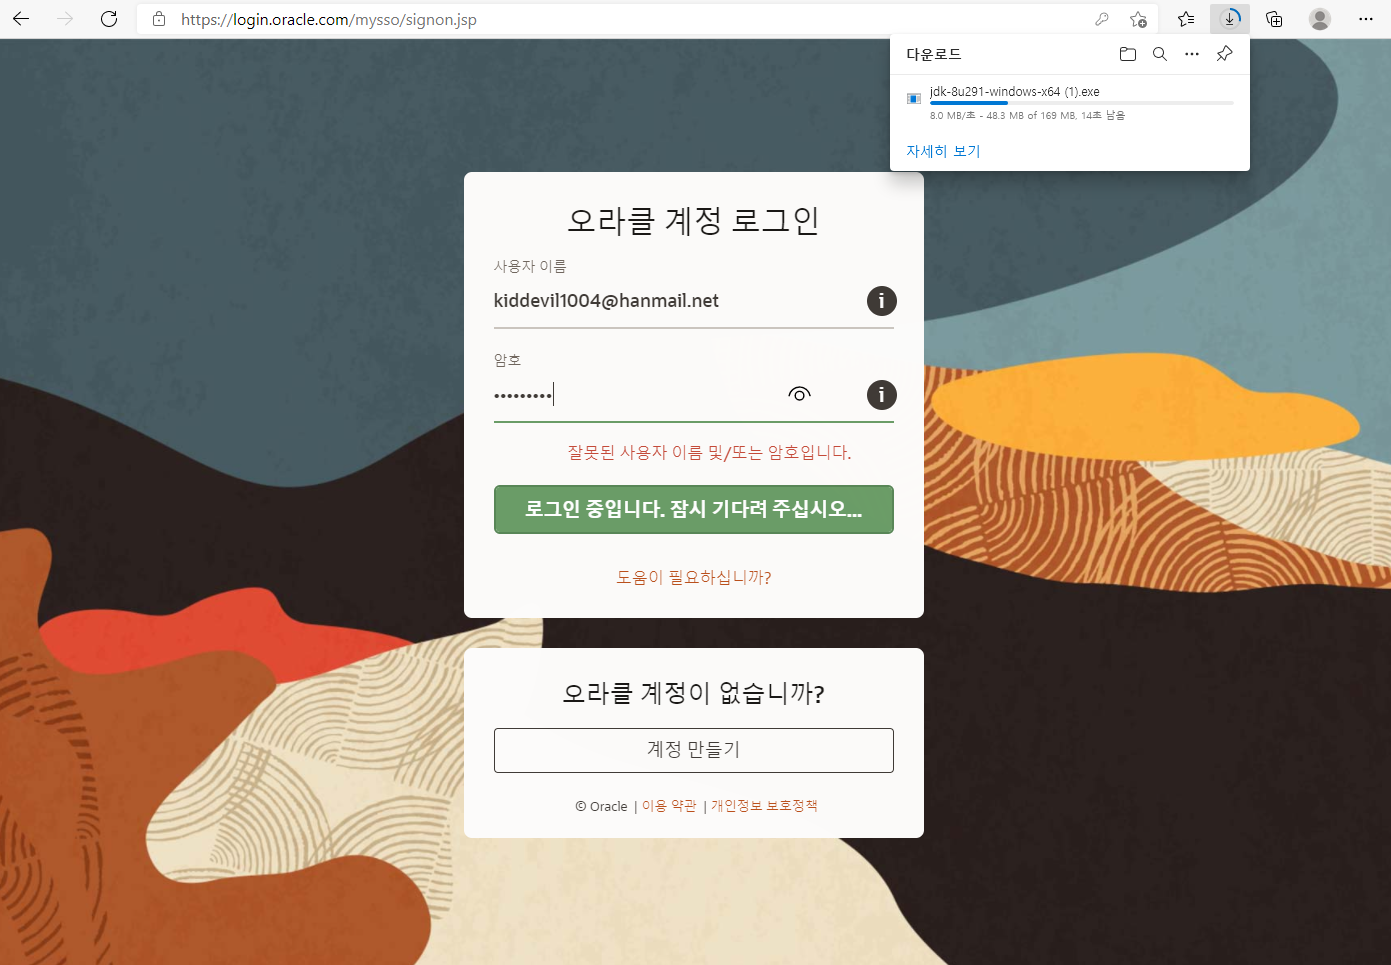 https://login.oracle.com/mysso/signon.jsp
다운로드
jdk-8u291-windows-x64 (1).exe
8.0 MB/초 - 48.3 MB of 169 MB, 14초 남음
자세히 보기
오라클 계정 로그인
사용자 이름
kiddevil1004@hanmail.net
암호
•••••••••
잘못된 사용자 이름 및/또는 암호입니다.
로그인 중입니다. 잠시 기다려 주십시오...
도움이 필요하십니까?
오라클 계정이 없습니까?
계정 만들기
© Oracle | 이용 약관 | 개인정보 보호정책